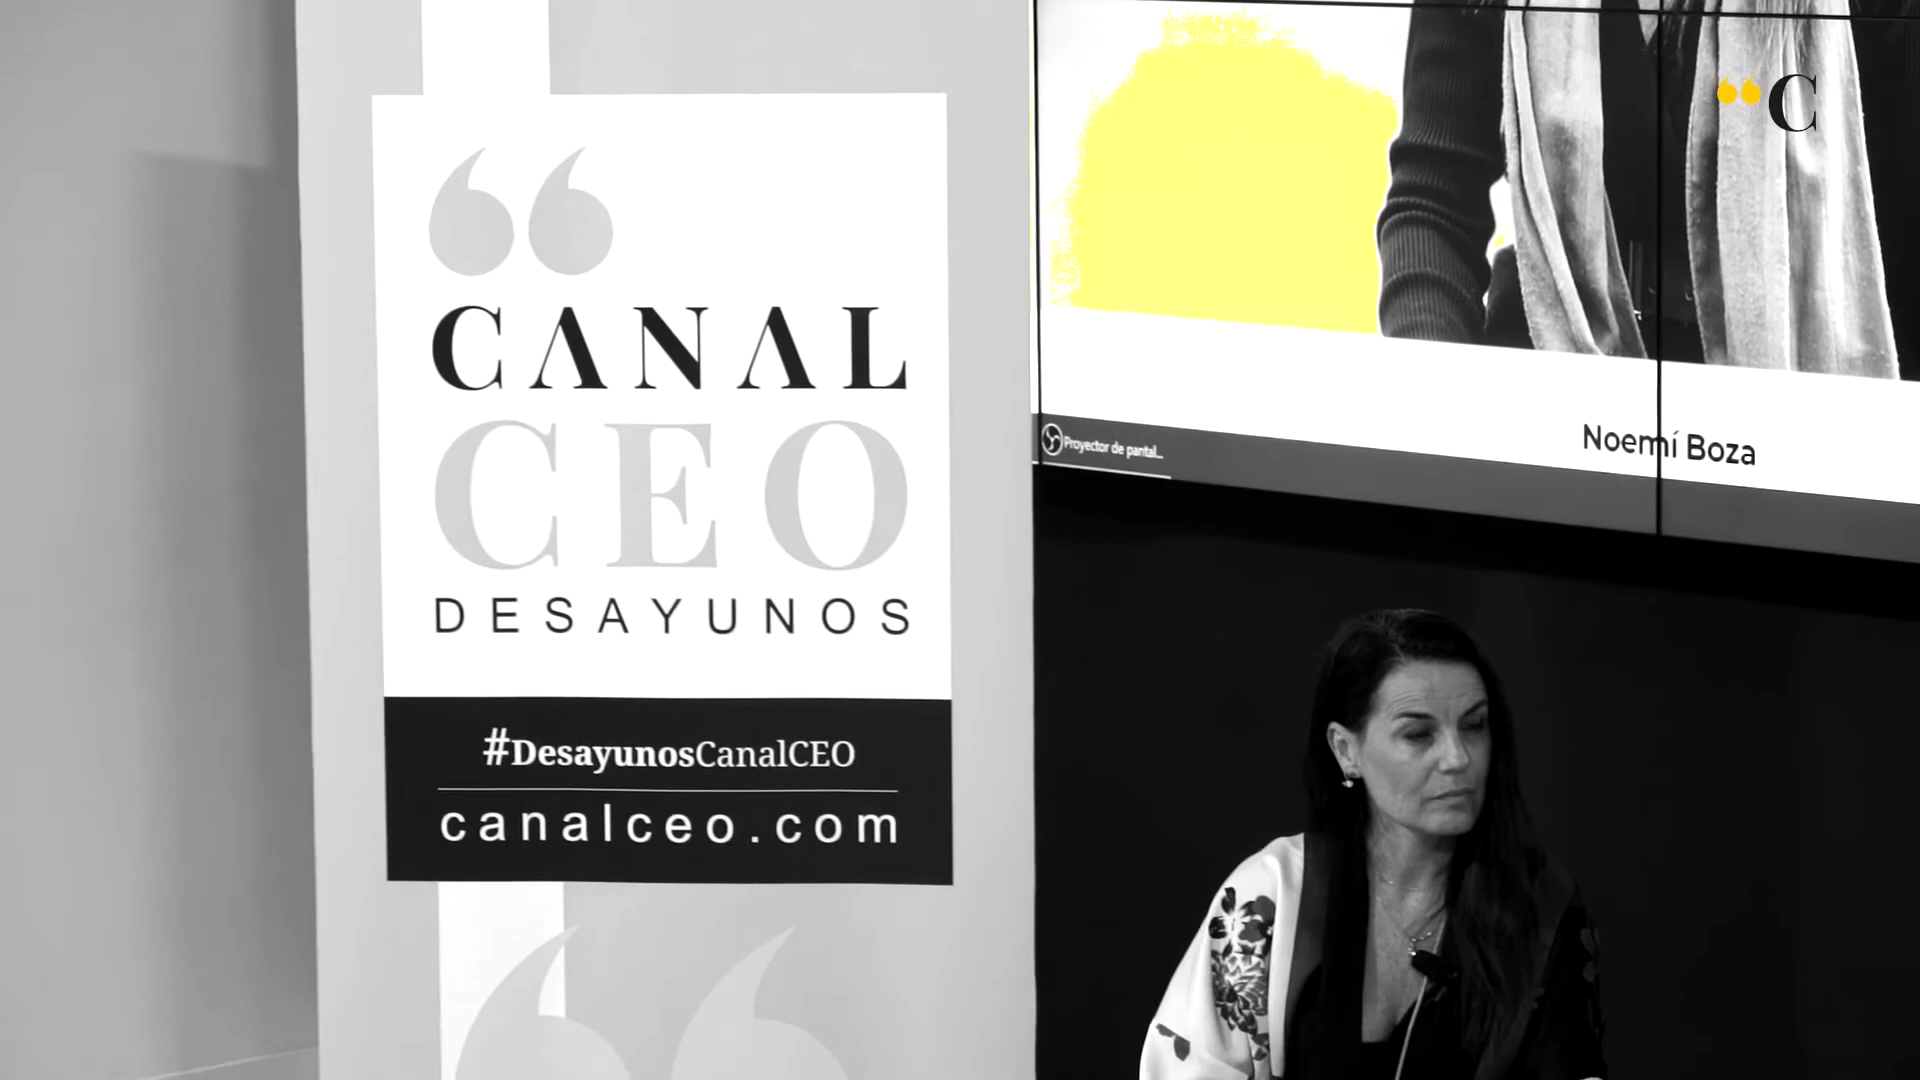 “
CANAL
CEO
DESAYUNOS
#DesayunosCanalCEO
canalceo.com
“C
Noemí Boza
Proyector de pantal...